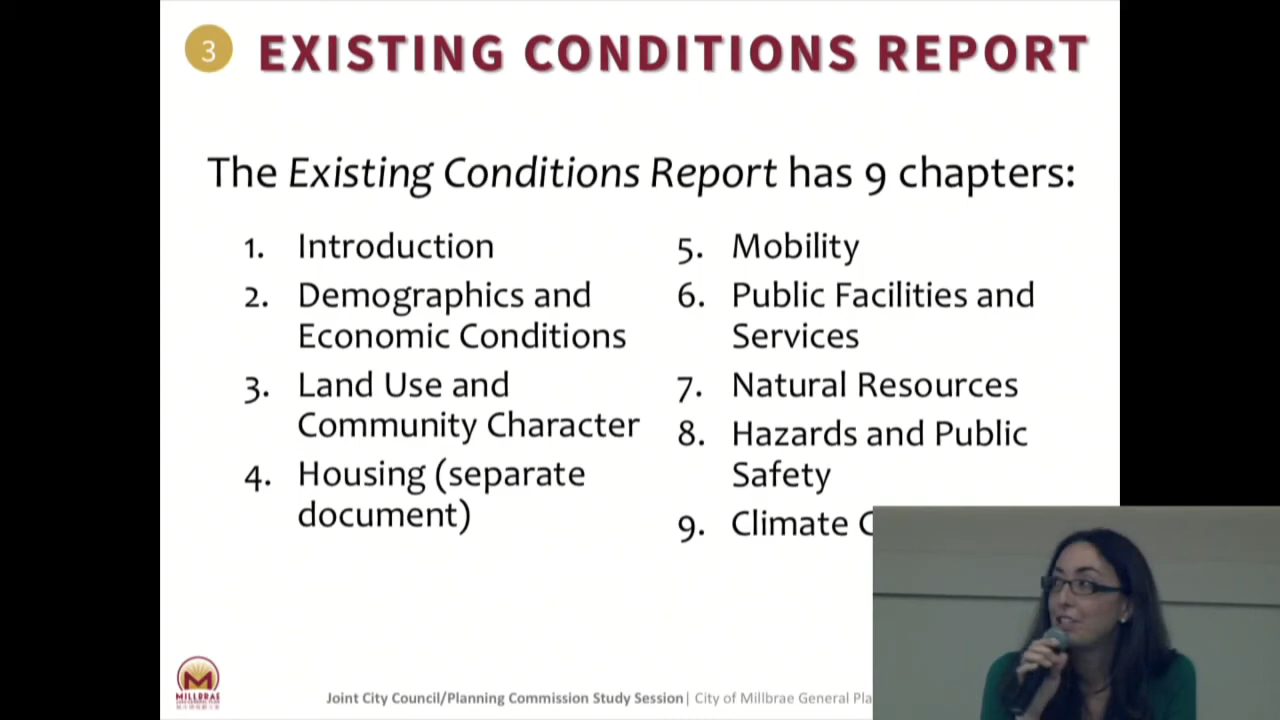 3 EXISTING CONDITIONS REPORT
The Existing Conditions Report has 9 chapters:
1. Introduction
2. Demographics and
Economic Conditions
3. Land Use and
Community Character
4. Housing (separate
document)
5. Mobility
6. Public Facilities and
Services
7. Natural Resources
8. Hazards and Public
Safety
9. Climate C
M
MILLBRAE
Joint City Council/Planning Commission Study Session| City of Millbrae General Pla